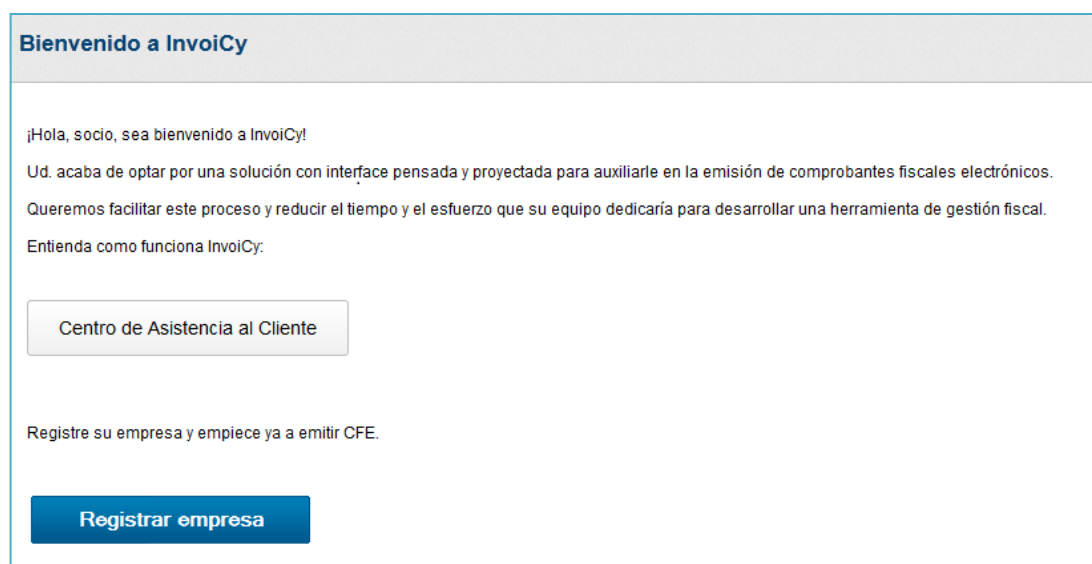 Bienvenido a InvoiCy
¡Hola, socio, sea bienvenido a InvoiCy!
Ud. acaba de optar por una solución con interface pensada y proyectada para auxiliarle en la emisión de comprobantes fiscales electrónicos.
Queremos facilitar este proceso y reducir el tiempo y el esfuerzo que su equipo dedicaría para desarrollar una herramienta de gestión fiscal.
Entienda como funciona InvoiCy:
Centro de Asistencia al Cliente
Registre su empresa y empiece ya a emitir CFE.
Registrar empresa